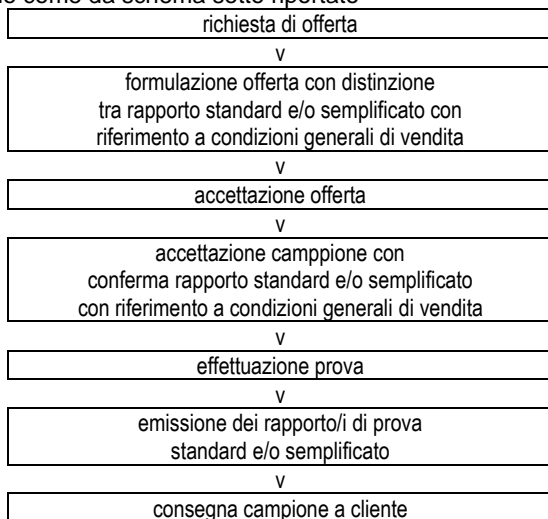 come da schema sotto riportato
richiesta di offerta
v
formulazione offerta con distinzione
tra rapporto standard e/o semplificato con
riferimento a condizioni generali di vendita
v
accettazione offerta
v
accettazione camppione con
conferma rapporto standard e/o semplificato
con riferimento a condizioni generali di vendita
v
effettuazione prova
v
emissione dei rapporto/i di prova
standard e/o semplificato
v
consegna campione a cliente